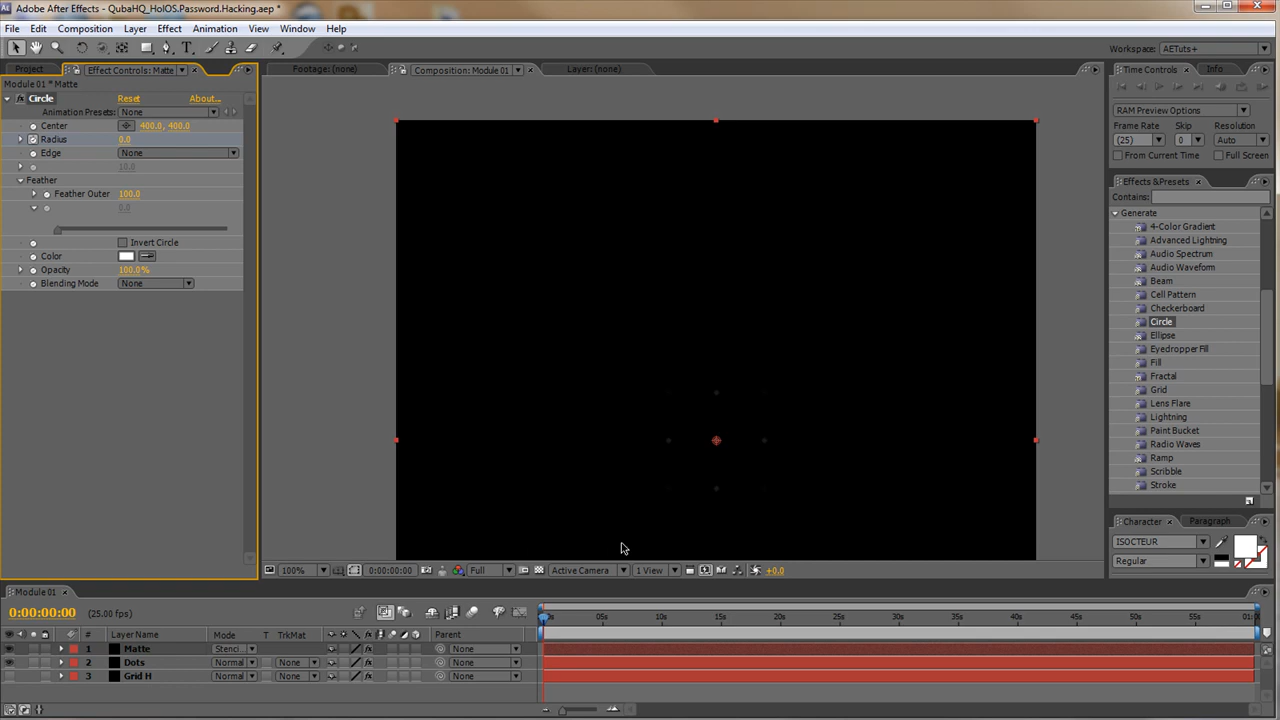 Adobe After Effects - QubaHQ_HolOS.Password.Hacking.aep *
File Edit Composition Layer Effect Animation View Window Help
Workspace: AETuts+
Project Effect Controls: Matte
Footage: (none) Composition: Module 01 Layer: (none)
Time Controls Info
Module 01 * Matte
Circle Reset About...
Animation Presets: None
Center 400.0, 400.0
Radius 0.0
Edge None
10.0
Feather
Feather Outer 100.0
0.0
Invert Circle
Color
Opacity 100.0%
Blending Mode None
RAM Preview Options
Frame Rate Skip Resolution
(25) 0 Auto
From Current Time Full Screen
Effects & Presets
Contains:
Generate
4-Color Gradient
Advanced Lightning
Audio Spectrum
Audio Waveform
Beam
Cell Pattern
Checkerboard
Circle
Ellipse
Eyedropper Fill
Fill
Fractal
Grid
Lens Flare
Lightning
Paint Bucket
Radio Waves
Ramp
Scribble
Stroke
Character Paragraph
ISOCTEUR
Regular
100% 0:00:00:00 Full Active Camera 1 View +0.0
Module 01
0:00:00:00 (25.00 fps)
05s 10s 15s 20s 25s 30s 35s 40s 45s 50s 55s
# Layer Name Mode T TrkMat Parent
1 Matte Stenci... None
2 Dots Normal None None
3 Grid H Normal None None